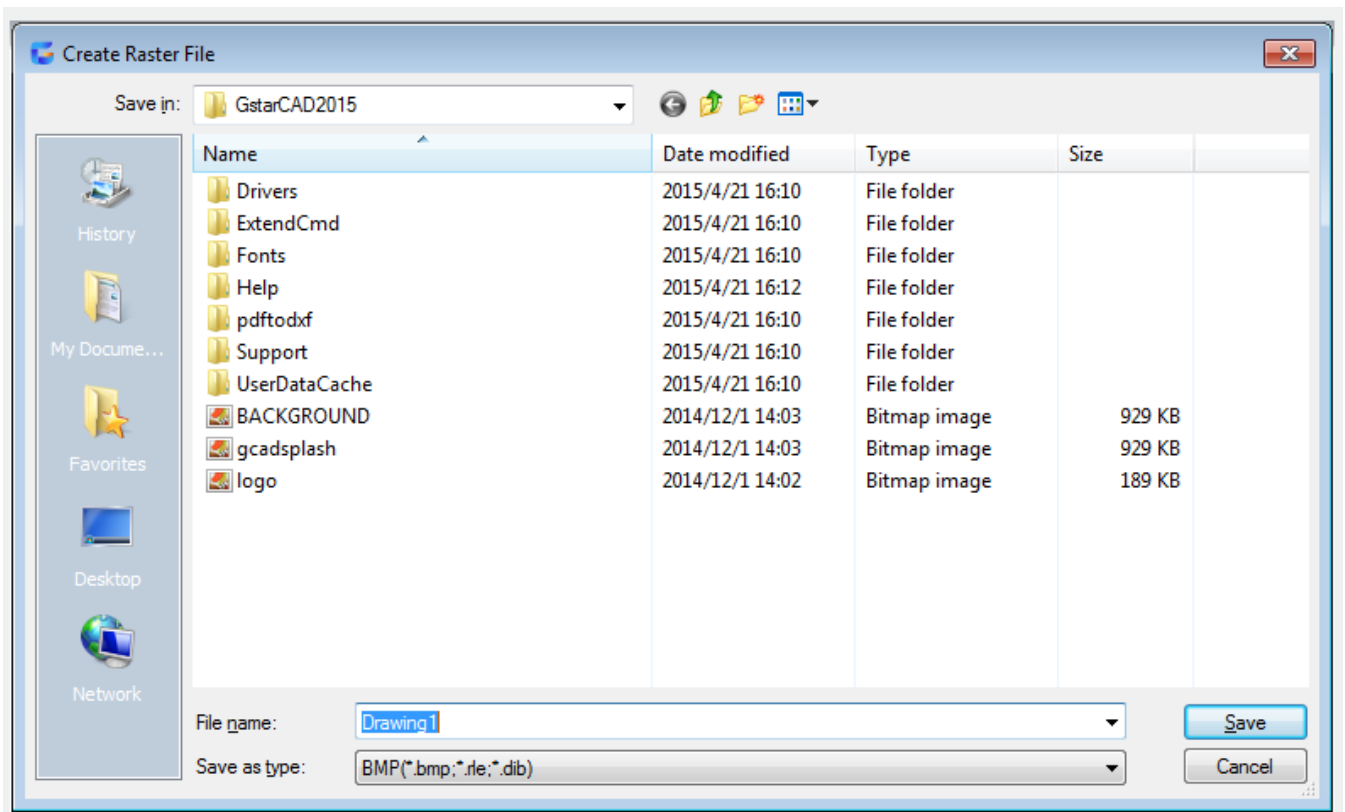 Create Raster File
Save in: GstarCAD2015
Name Date modified Type Size
Drivers 2015/4/21 16:10 File folder
ExtendCmd 2015/4/21 16:10 File folder
Fonts 2015/4/21 16:10 File folder
Help 2015/4/21 16:12 File folder
pdftodxf 2015/4/21 16:10 File folder
Support 2015/4/21 16:10 File folder
UserDataCache 2015/4/21 16:10 File folder
BACKGROUND 2014/12/1 14:03 Bitmap image 929 KB
gcadsplash 2014/12/1 14:03 Bitmap image 929 KB
logo 2014/12/1 14:02 Bitmap image 189 KB
History
My Docume...
Favorites
Desktop
Network
File name: Drawing1 Save
Save as type: BMP(*.bmp;*.rle;*.dib) Cancel